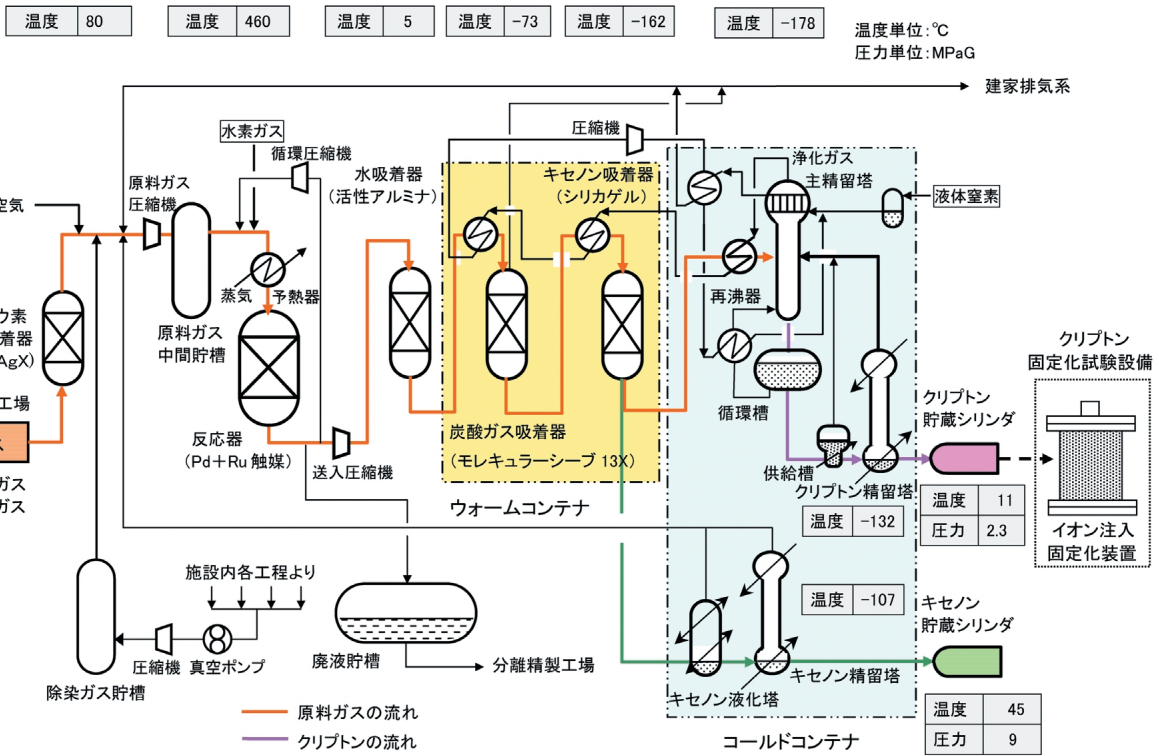 温度 80
温度 460
温度 5
温度 -73
温度 -162
温度 -178
温度単位:℃
圧力単位:MPaG
建家排気系
水素ガス
循環圧縮機
圧縮機
浄化ガス
主精留塔
水吸着器
(活性アルミナ)
キセノン吸着器
(シリカゲル)
原料ガス
圧縮機
液体窒素
空気
蒸気
予熱器
再沸器
原料ガス
中間貯槽
ウ素
着器
AgX)
クリプトン
固定化試験設備
工場
ス
循環槽
クリプトン
貯蔵シリンダ
反応器
(Pd+Ru 触媒)
送入圧縮機
炭酸ガス吸着器
(モレキュラーシーブ 13X)
供給槽
クリプトン精留塔
ガス
ガス
ウォームコンテナ
温度 11
圧力 2.3
温度 -132
イオン注入
固定化装置
施設内各工程より
温度 -107
キセノン
貯蔵シリンダ
圧縮機
真空ポンプ
廃液貯槽
分離精製工場
除染ガス貯槽
キセノン液化塔
キセノン精留塔
原料ガスの流れ
クリプトンの流れ
コールドコンテナ
温度 45
圧力 9